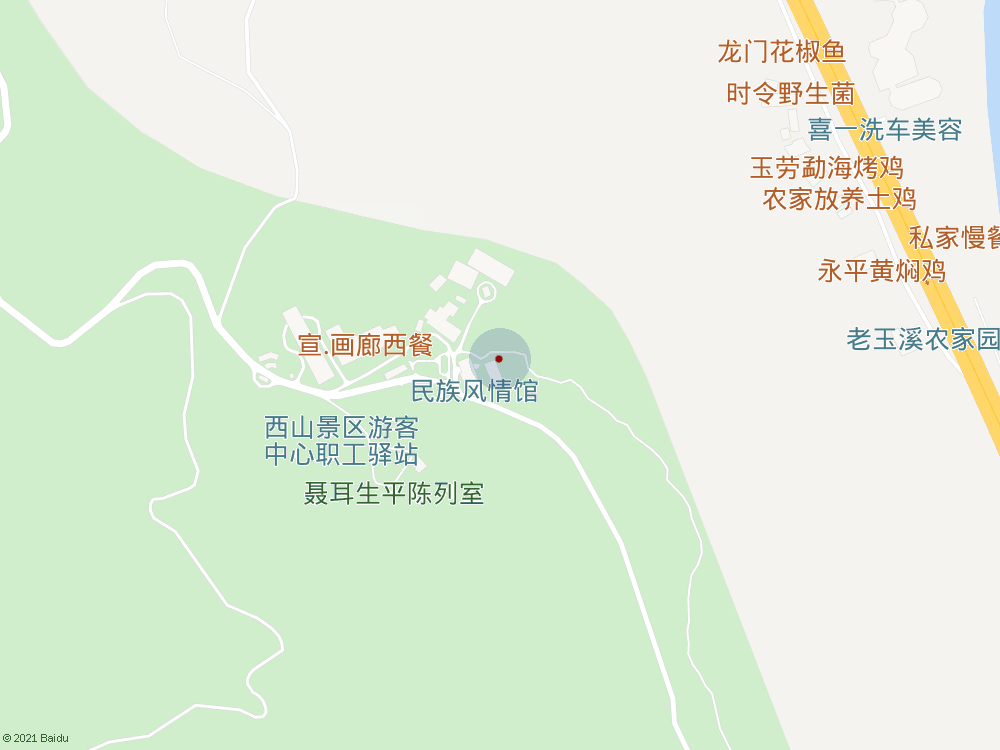 龙门花椒鱼
时令野生菌
喜一洗车美容
玉劳勐海烤鸡
农家放养土鸡
私家慢餐
永平黄焖鸡
老玉溪农家园
宣.画廊西餐
民族风情馆
西山景区游客
中心职工驿站
聂耳生平陈列室
© 2021 Baidu